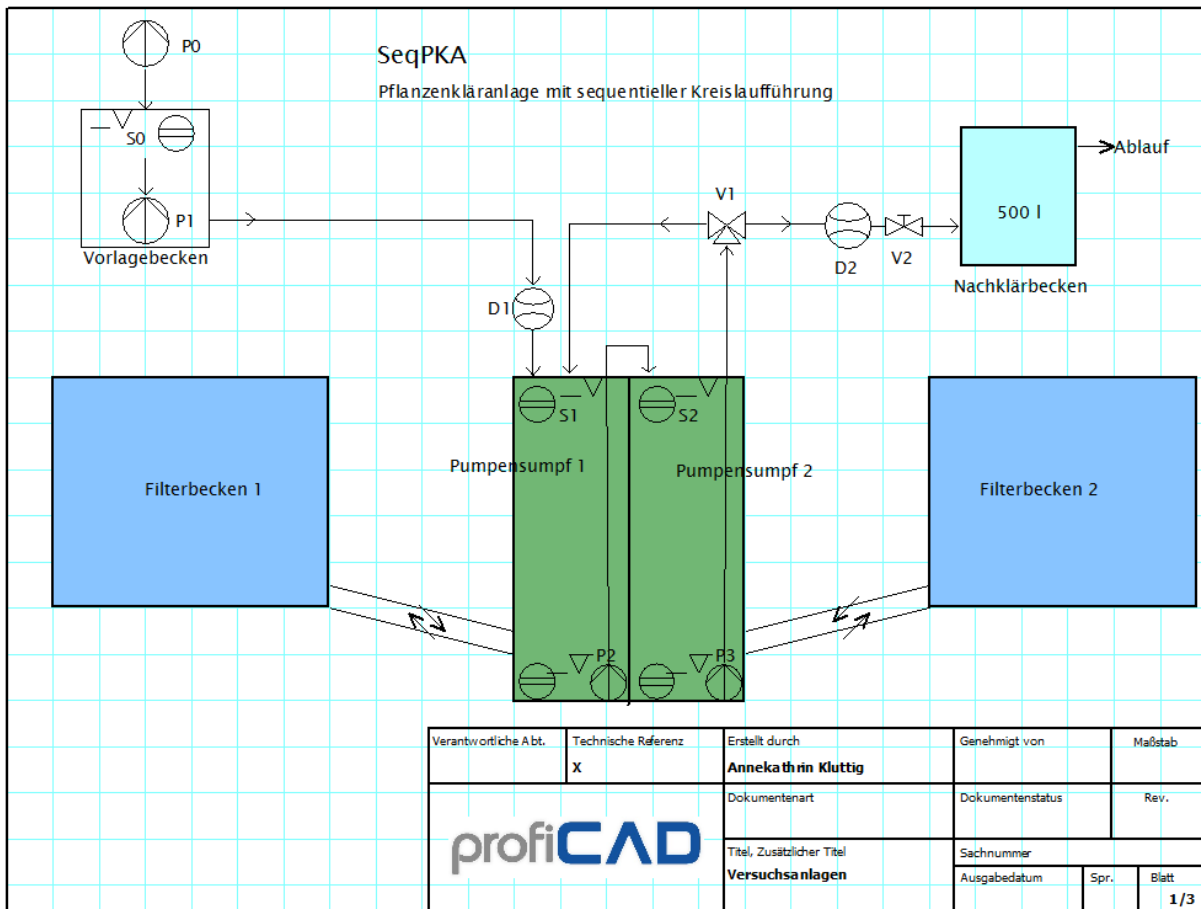 P0
SeqPKA
Pflanzenkläranlage mit sequentieller Kreislaufführung
S0
P1
Vorlagebecken
V1
Ablauf
500 l
D2
V2
Nachklärbecken
D1
S1
S2
Pumpensumpf 1
Pumpensumpf 2
Filterbecken 1
Filterbecken 2
P2
P3
Verantwortliche Abt.
Technische Referenz
X
Erstellt durch
Annekathrin Kluttig
Genehmigt von
Maßstab
Dokumentenart
Dokumentenstatus
Rev.
profiCAD
Titel, Zusätzlicher Titel
Versuchsanlagen
Sachnummer
Ausgabedatum
Spr.
Blatt
1/3